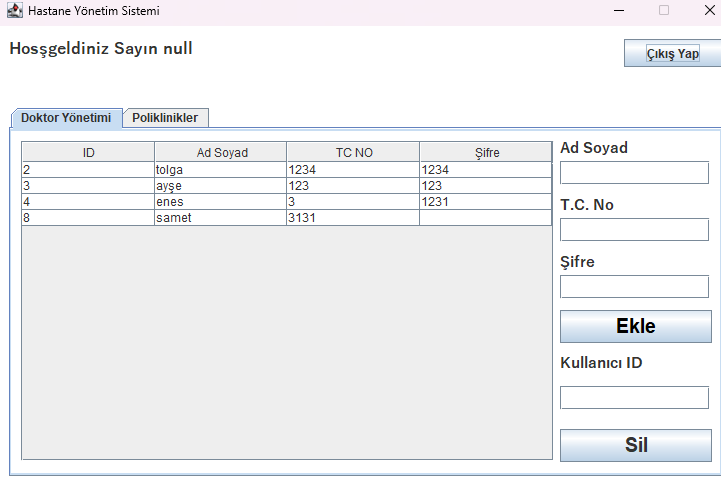 Hastane Yönetim Sistemi
Hosşgeldiniz Sayın null
Çıkış Yap
Doktor Yönetimi Poliklinikler
ID Ad Soyad TC NO Şifre
2 tolga 1234 1234
3 ayşe 123 123
4 enes 3 1231
8 samet 3131
Ad Soyad
T.C. No
Şifre
Ekle
Kullanıcı ID
Sil